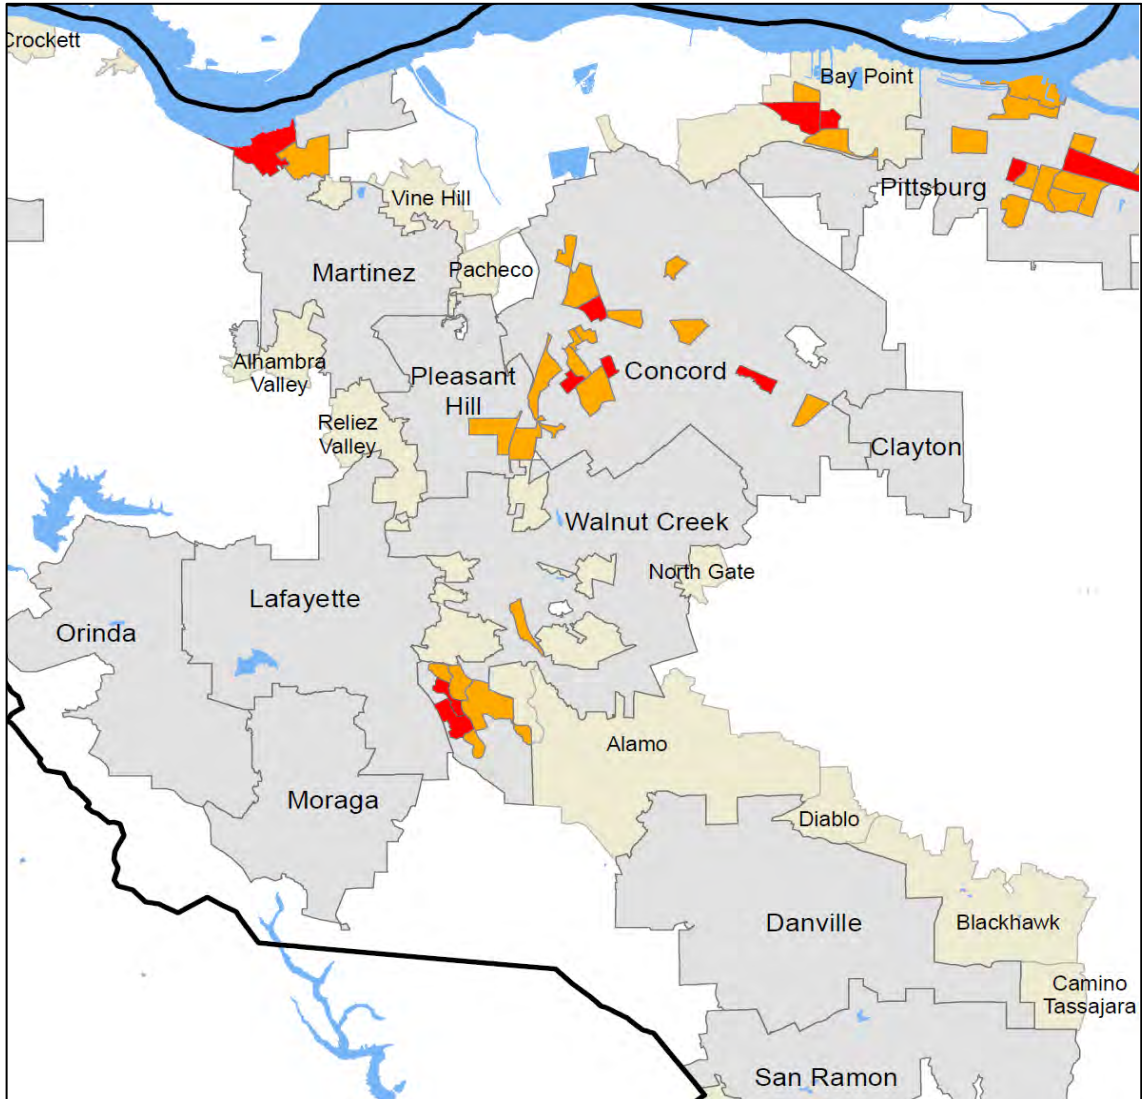 Crockett
Bay Point
Pittsburg
Vine Hill
Martinez
Pacheco
Alhambra
Valley
Pleasant
Hill
Concord
Reliez
Valley
Clayton
Walnut Creek
North Gate
Lafayette
Orinda
Alamo
Moraga
Diablo
Danville
Blackhawk
Camino
Tassajara
San Ramon